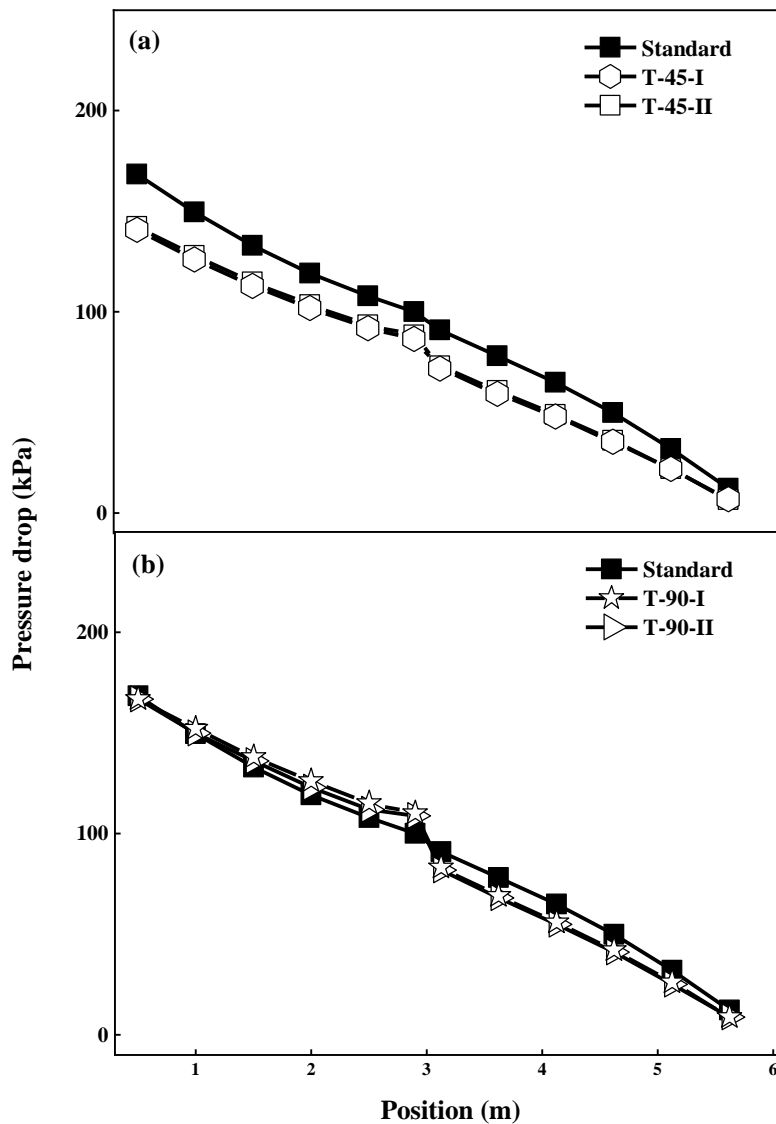 (a)
Standard
T-45-I
T-45-II
200
100
0
Pressure drop (kPa)
(b)
Standard
T-90-I
T-90-II
200
100
0
1 2 3 4 5 6
Position (m)